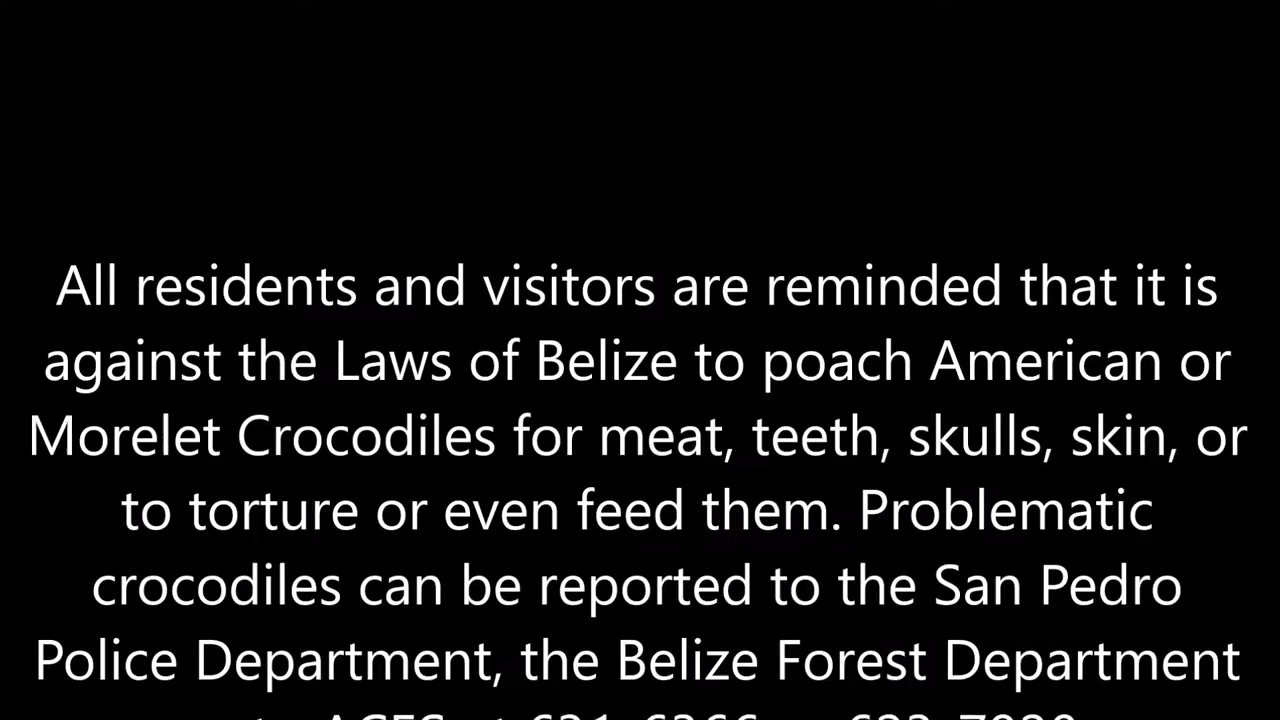 All residents and visitors are reminded that it is
against the Laws of Belize to poach American or
Morelet Crocodiles for meat, teeth, skulls, skin, or
to torture or even feed them. Problematic
crocodiles can be reported to the San Pedro
Police Department, the Belize Forest Department